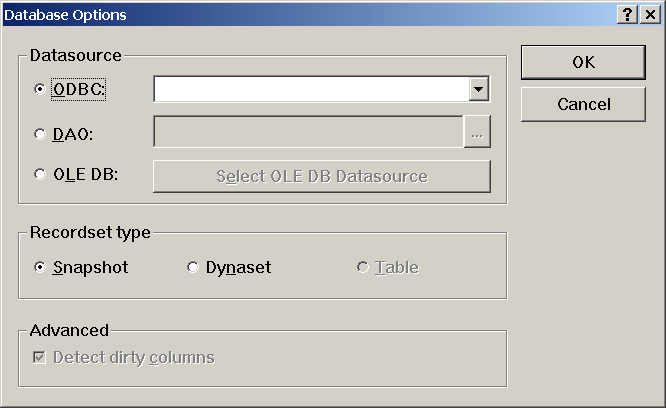 Database Options
Datasource
ODBC:
DAO:
...
OLE DB:
Select OLE DB Datasource
OK
Cancel
Recordset type
Snapshot
Dynaset
Table
Advanced
Detect dirty columns